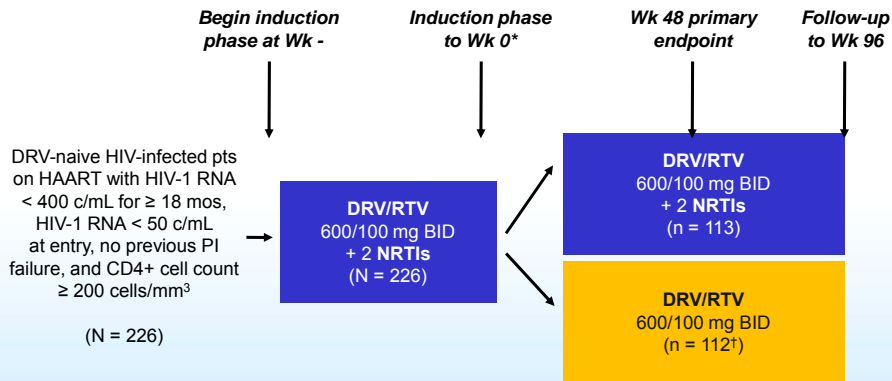 Begin induction
phase at Wk -
Induction phase
to Wk 0*
Wk 48 primary
endpoint
Follow-up
to Wk 96
DRV-naive HIV-infected pts
on HAART with HIV-1 RNA
< 400 c/mL for ≥ 18 mos,
HIV-1 RNA < 50 c/mL
at entry, no previous PI
failure, and CD4+ cell count
≥ 200 cells/mm³
(N = 226)
DRV/RTV
600/100 mg BID
+ 2 NRTIs
(N = 226)
DRV/RTV
600/100 mg BID
+ 2 NRTIs
(n = 113)
DRV/RTV
600/100 mg BID
(n = 112†)